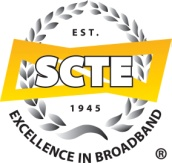 EST.
SCTE
1945
EXCELLENCE IN BROADBAND
®